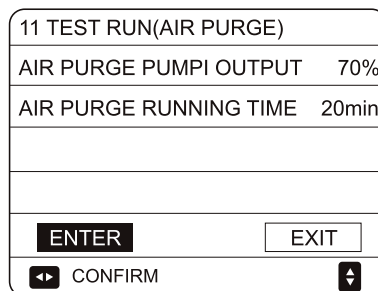 11 TEST RUN(AIR PURGE)
AIR PURGE PUMPI OUTPUT 70%
AIR PURGE RUNNING TIME 20min
ENTER EXIT
CONFIRM